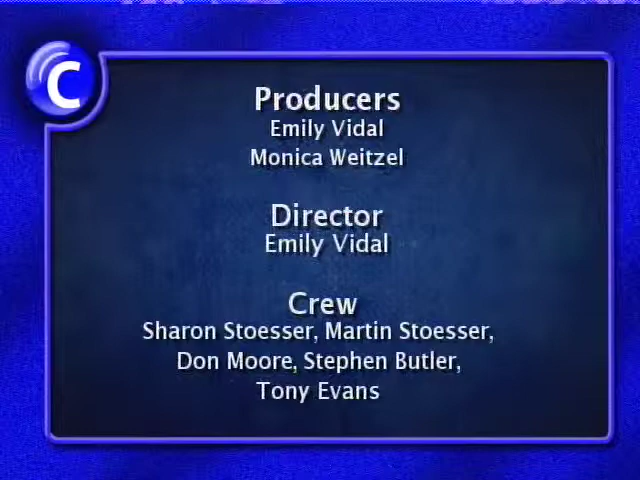 C
Producers
Emily Vidal
Monica Weitzel
Director
Emily Vidal
Crew
Sharon Stoesser, Martin Stoesser,
Don Moore, Stephen Butler,
Tony Evans